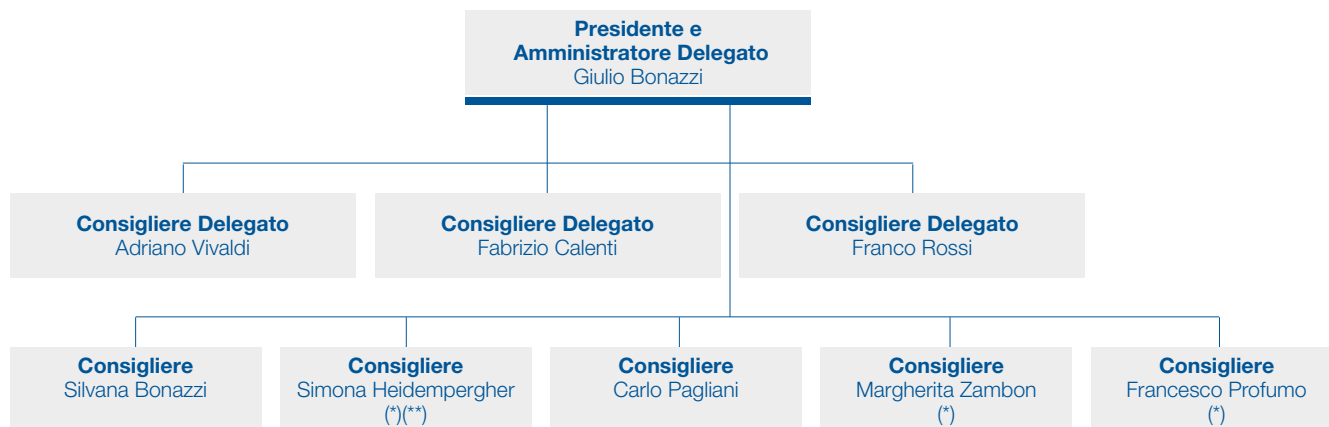 Presidente e
Amministratore Delegato
Giulio Bonazzi
Consigliere Delegato
Adriano Vivaldi
Consigliere Delegato
Fabrizio Calenti
Consigliere Delegato
Franco Rossi
Consigliere
Silvana Bonazzi
Consigliere
Simona Heidempergher
(*)(**)
Consigliere
Carlo Pagliani
Consigliere
Margherita Zambon
(*)
Consigliere
Francesco Profumo
(*)